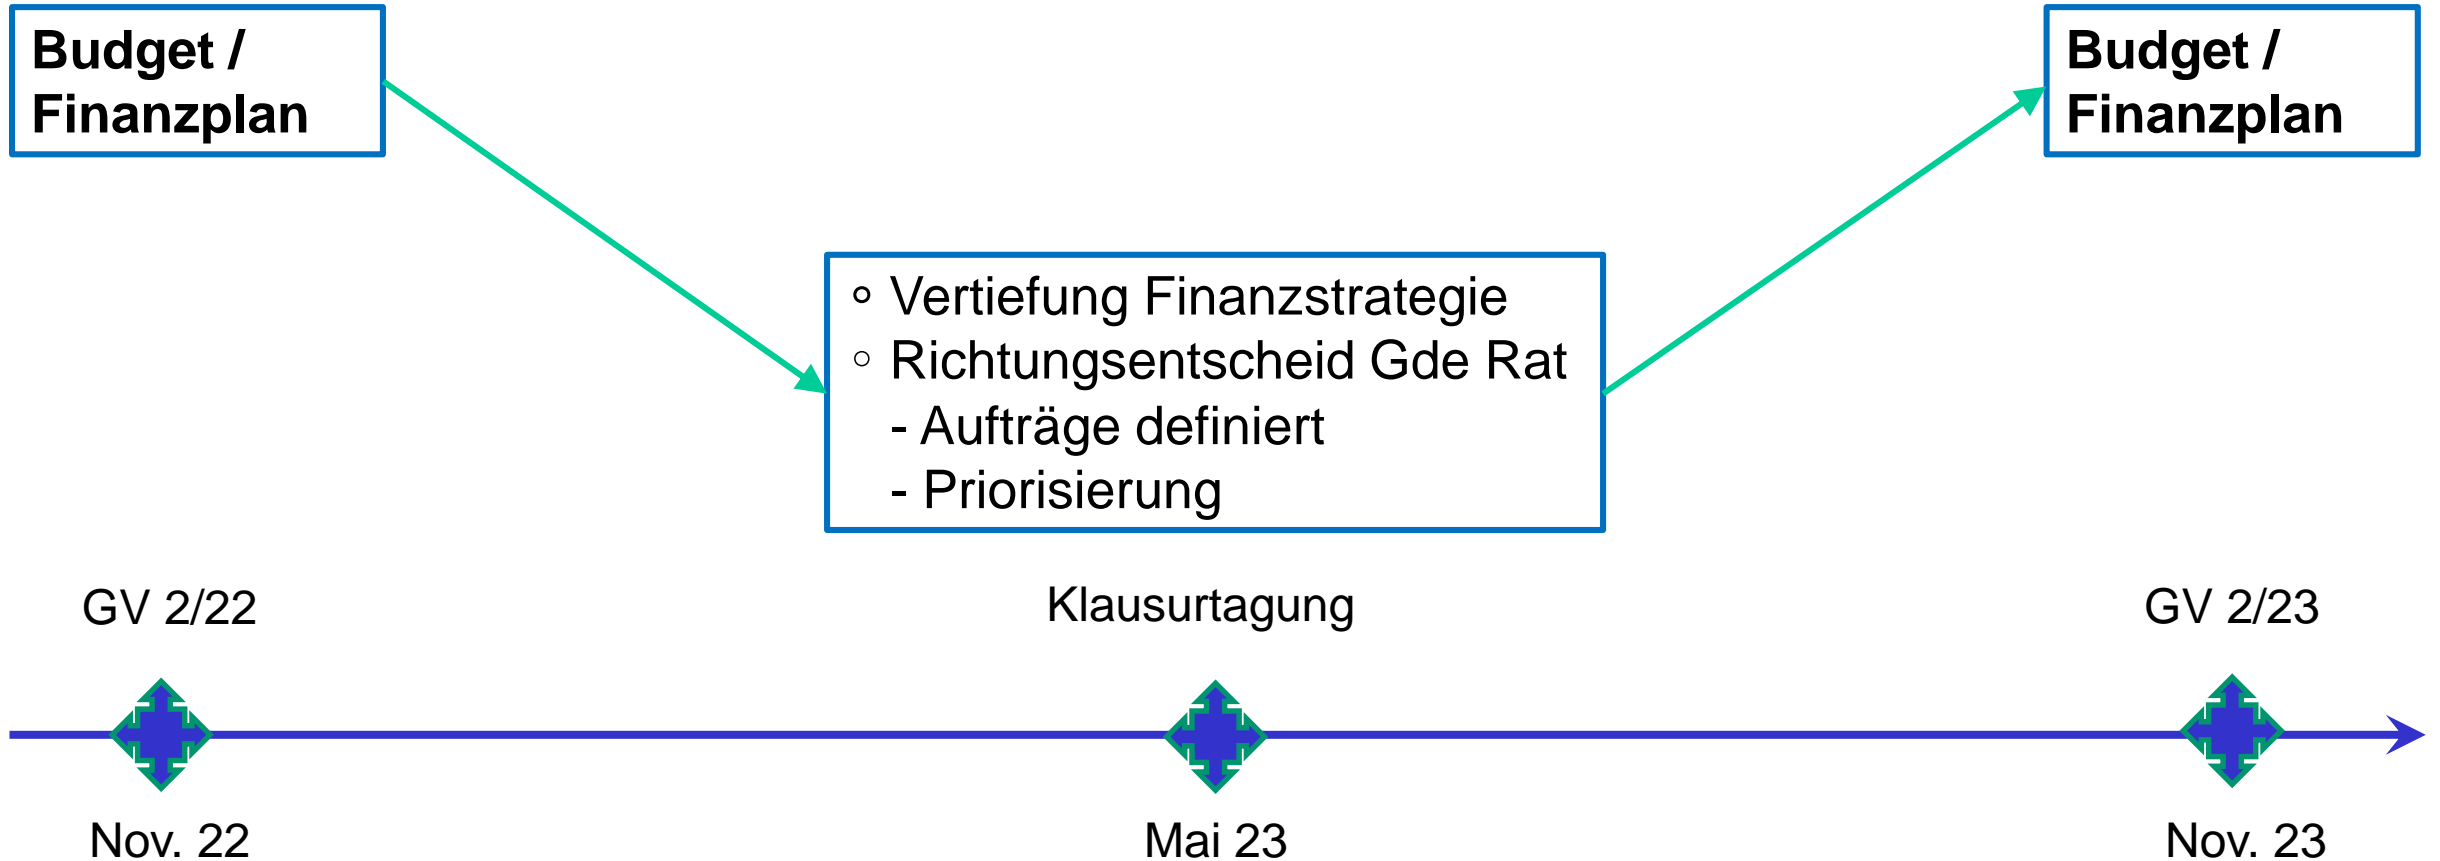 Budget /
Finanzplan
Budget /
Finanzplan
° Vertiefung Finanzstrategie
◦ Richtungsentscheid Gde Rat
- Aufträge definiert
- Priorisierung
GV 2/22
Klausurtagung
GV 2/23
Nov. 22
Mai 23
Nov. 23